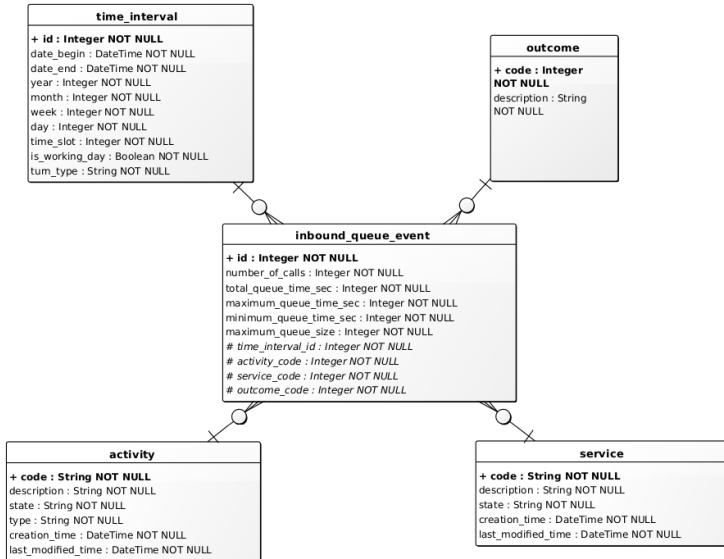 time_interval
+ id : Integer NOT NULL
date_begin : DateTime NOT NULL
date_end : DateTime NOT NULL
year : Integer NOT NULL
month : Integer NOT NULL
week : Integer NOT NULL
day : Integer NOT NULL
time_slot : Integer NOT NULL
is_working_day : Boolean NOT NULL
turn_type : String NOT NULL
outcome
+ code : Integer
NOT NULL
description : String
NOT NULL
inbound_queue_event
+ id : Integer NOT NULL
number_of_calls : Integer NOT NULL
total_queue_time_sec : Integer NOT NULL
maximum_queue_time_sec : Integer NOT NULL
minimum_queue_time_sec : Integer NOT NULL
maximum_queue_size : Integer NOT NULL
# time_interval_id : Integer NOT NULL
# activity_code : Integer NOT NULL
# service_code : Integer NOT NULL
# outcome_code : Integer NOT NULL
activity
+ code : String NOT NULL
description : String NOT NULL
state : String NOT NULL
type : String NOT NULL
creation_time : DateTime NOT NULL
last_modified_time : DateTime NOT NULL
service
+ code : String NOT NULL
description : String NOT NULL
state : String NOT NULL
creation_time : DateTime NOT NULL
last_modified_time : DateTime NOT NULL